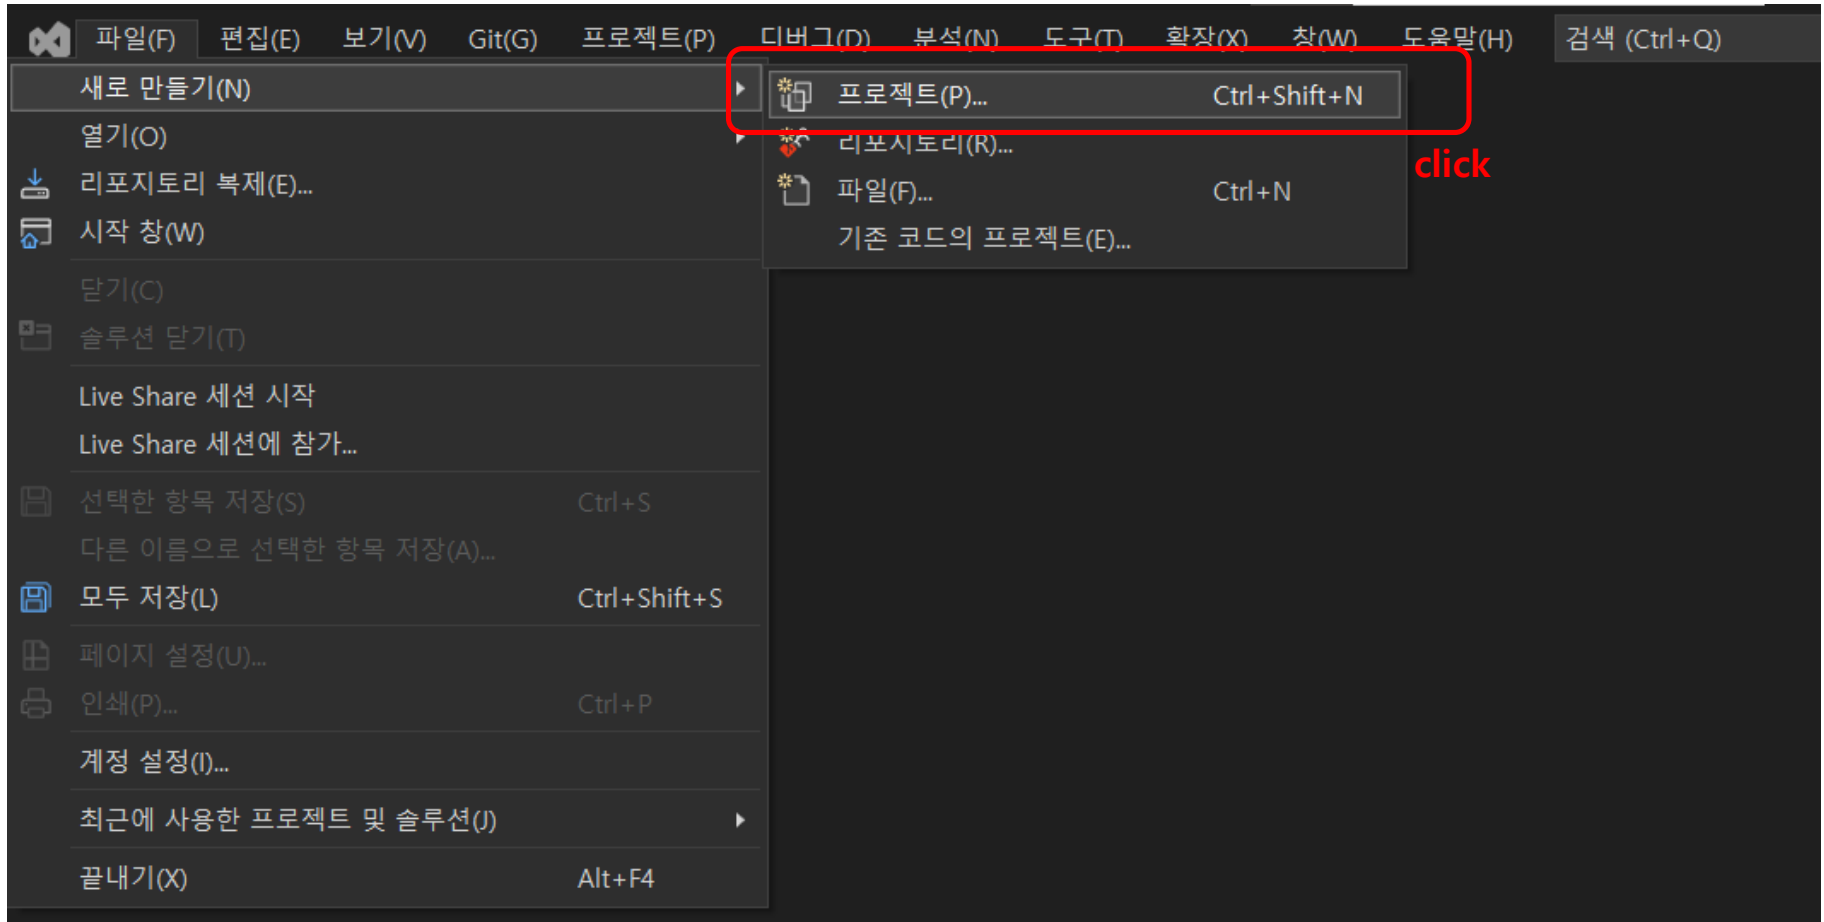 파일(F) 편집(E) 보기(V) Git(G) 프로젝트(P) 디버그(D) 분석(N) 도구(T) 확장(X) 창(W) 도움말(H) 검색 (Ctrl+Q)
새로 만들기(N)
프로젝트(P)... Ctrl+Shift+N
열기(O)
리포지토리(R)...
click
리포지토리 복제(E)...
파일(F)... Ctrl+N
시작 창(W)
기존 코드의 프로젝트(E)...
닫기(C)
솔루션 닫기(T)
Live Share 세션 시작
Live Share 세션에 참가...
선택한 항목 저장(S) Ctrl+S
다른 이름으로 선택한 항목 저장(A)...
모두 저장(L) Ctrl+Shift+S
페이지 설정(U)...
인쇄(P)... Ctrl+P
계정 설정(I)...
최근에 사용한 프로젝트 및 솔루션(J)
끝내기(X) Alt+F4